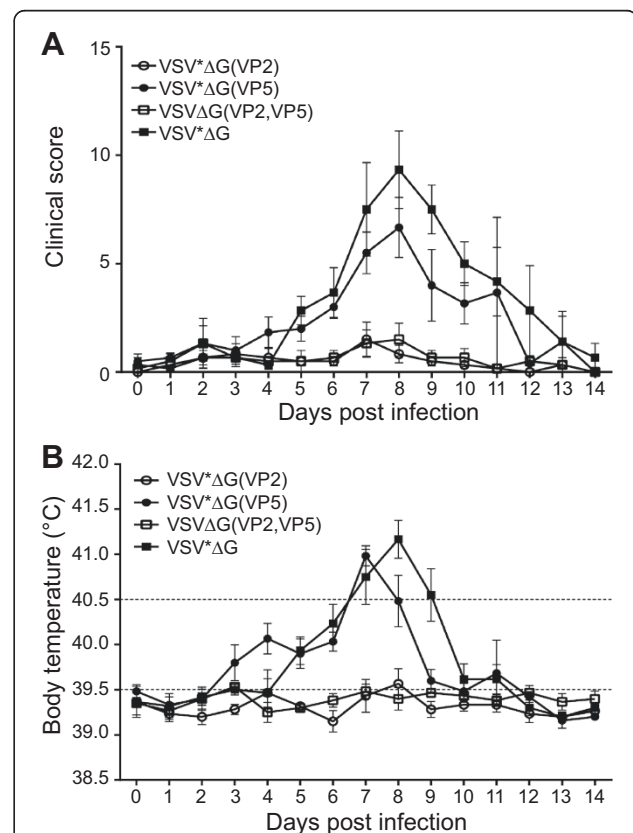 A
15
10
5
0
Clinical score
VSV*ΔG(VP2)
VSV*ΔG(VP5)
VSVΔG(VP2,VP5)
VSV*ΔG
0 1 2 3 4 5 6 7 8 9 10 11 12 13 14
Days post infection
B
42.0
41.5
41.0
40.5
40.0
39.5
39.0
38.5
Body temperature (°C)
VSV*ΔG(VP2)
VSV*ΔG(VP5)
VSVΔG(VP2,VP5)
VSV*ΔG
0 1 2 3 4 5 6 7 8 9 10 11 12 13 14
Days post infection